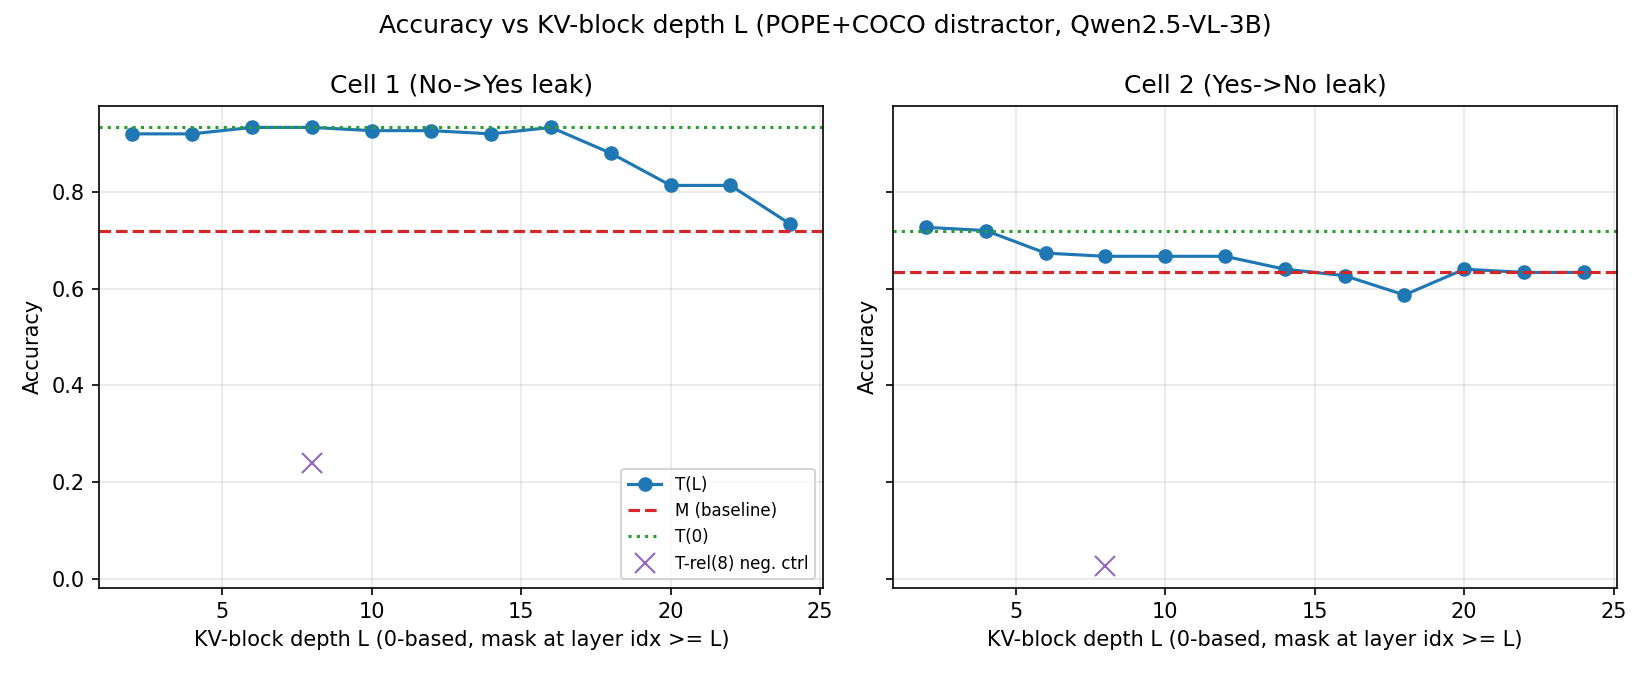 Accuracy vs KV-block depth L (POPE+COCO distractor, Qwen2.5-VL-3B)
Cell 1 (No->Yes leak)
Accuracy
0.8
0.6
0.4
0.2
0.0
T(L)
M (baseline)
T(0)
T-rel(8) neg. ctrl
5 10 15 20 25
KV-block depth L (0-based, mask at layer idx >= L)
Cell 2 (Yes->No leak)
Accuracy
5 10 15 20 25
KV-block depth L (0-based, mask at layer idx >= L)